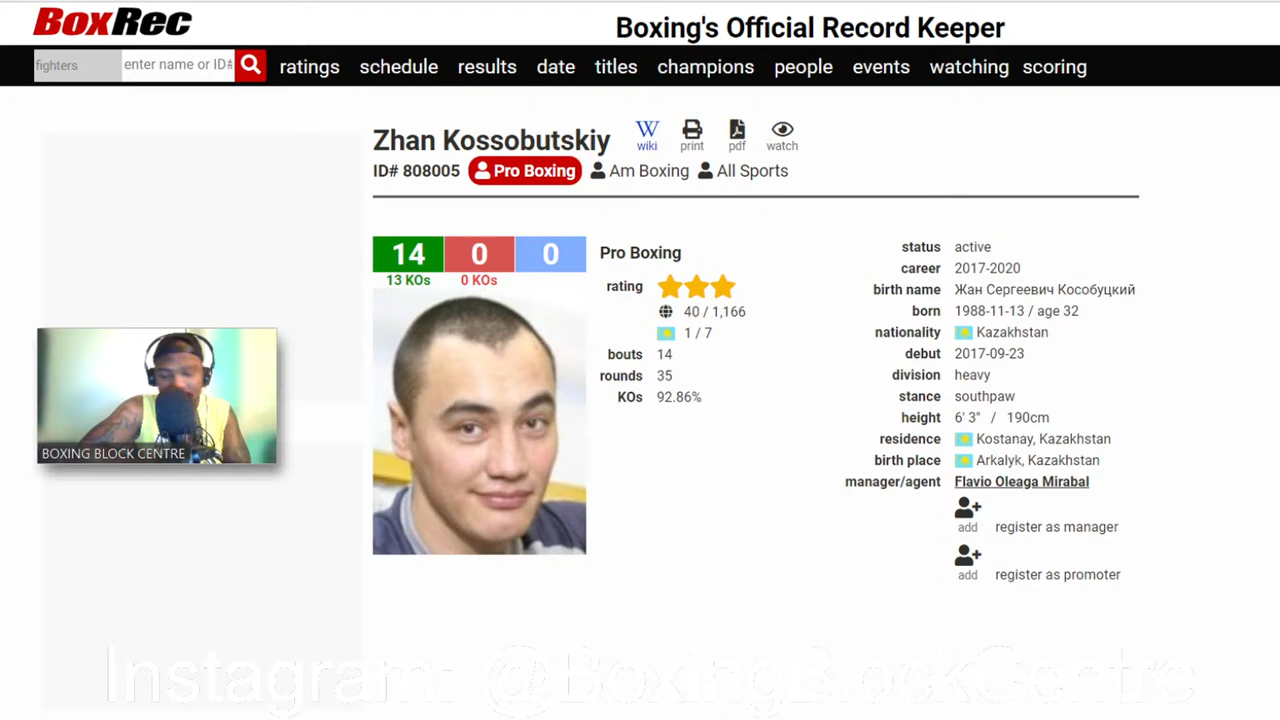 BoxRec
Boxing's Official Record Keeper
fighters
enter name or ID#
ratings schedule results date titles champions people events watching scoring
Zhan Kossobutskiy
W
wiki print pdf watch
ID# 808005 Pro Boxing Am Boxing All Sports
14 0 0
13 KOs 0 KOs
Pro Boxing
rating
40 / 1,166
1 / 7
bouts 14
rounds 35
KOs 92.86%
status active
career 2017-2020
birth name Жан Сергеевич Кособуцкий
born 1988-11-13 / age 32
nationality Kazakhstan
debut 2017-09-23
division heavy
stance southpaw
height 6' 3" / 190cm
residence Kostanay, Kazakhstan
birth place Arkalyk, Kazakhstan
manager/agent Flavio Oleaga Mirabal
add register as manager
add register as promoter
BOXING BLOCK CENTRE
Instagram: @BoxingBlockCentre